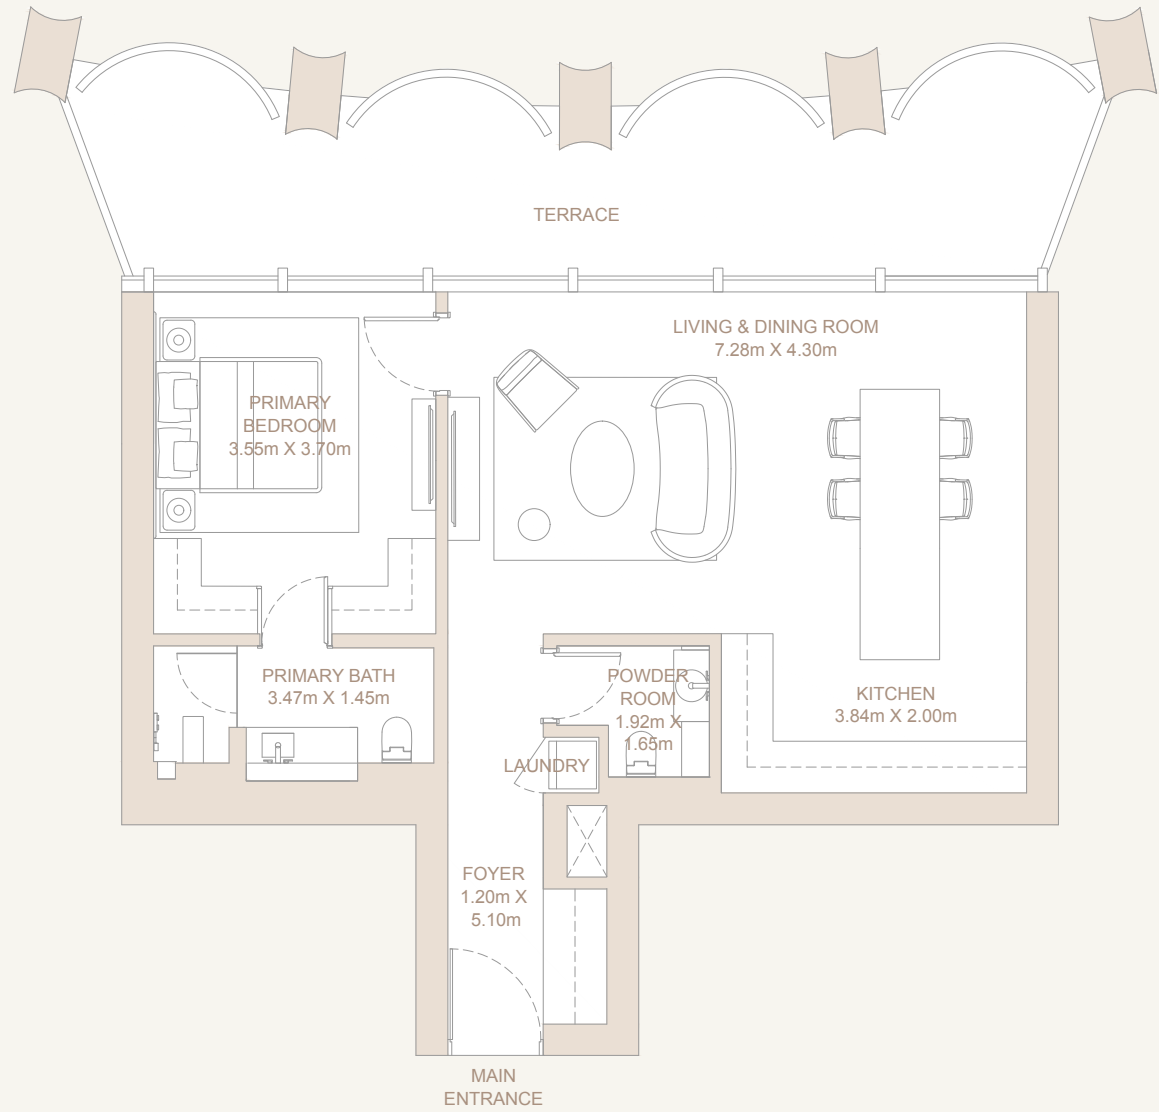 TERRACE
LIVING & DINING ROOM
7.28m X 4.30m
PRIMARY
BEDROOM
3.55m X 3.70m
PRIMARY BATH
3.47m X 1.45m
POWDER
ROOM
1.92m X
1.65m
KITCHEN
3.84m X 2.00m
LAUNDRY
FOYER
1.20m X
5.10m
MAIN
ENTRANCE